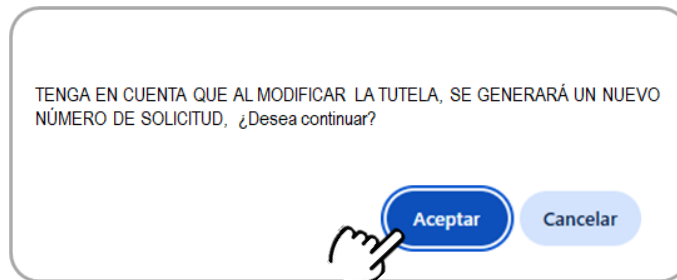 TENGA EN CUENTA QUE AL MODIFICAR LA TUTELA, SE GENERARÁ UN NUEVO
NÚMERO DE SOLICITUD, ¿Desea continuar?
Aceptar Cancelar